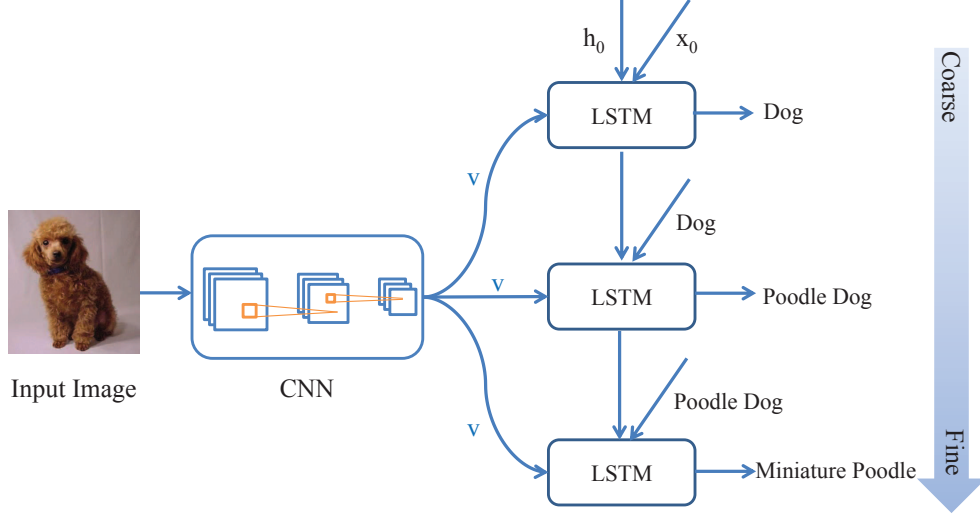 h0
x0
LSTM
Dog
Coarse
v
Dog
v
LSTM
Poodle Dog
Input Image
CNN
Poodle Dog
v
LSTM
Miniature Poodle
Fine